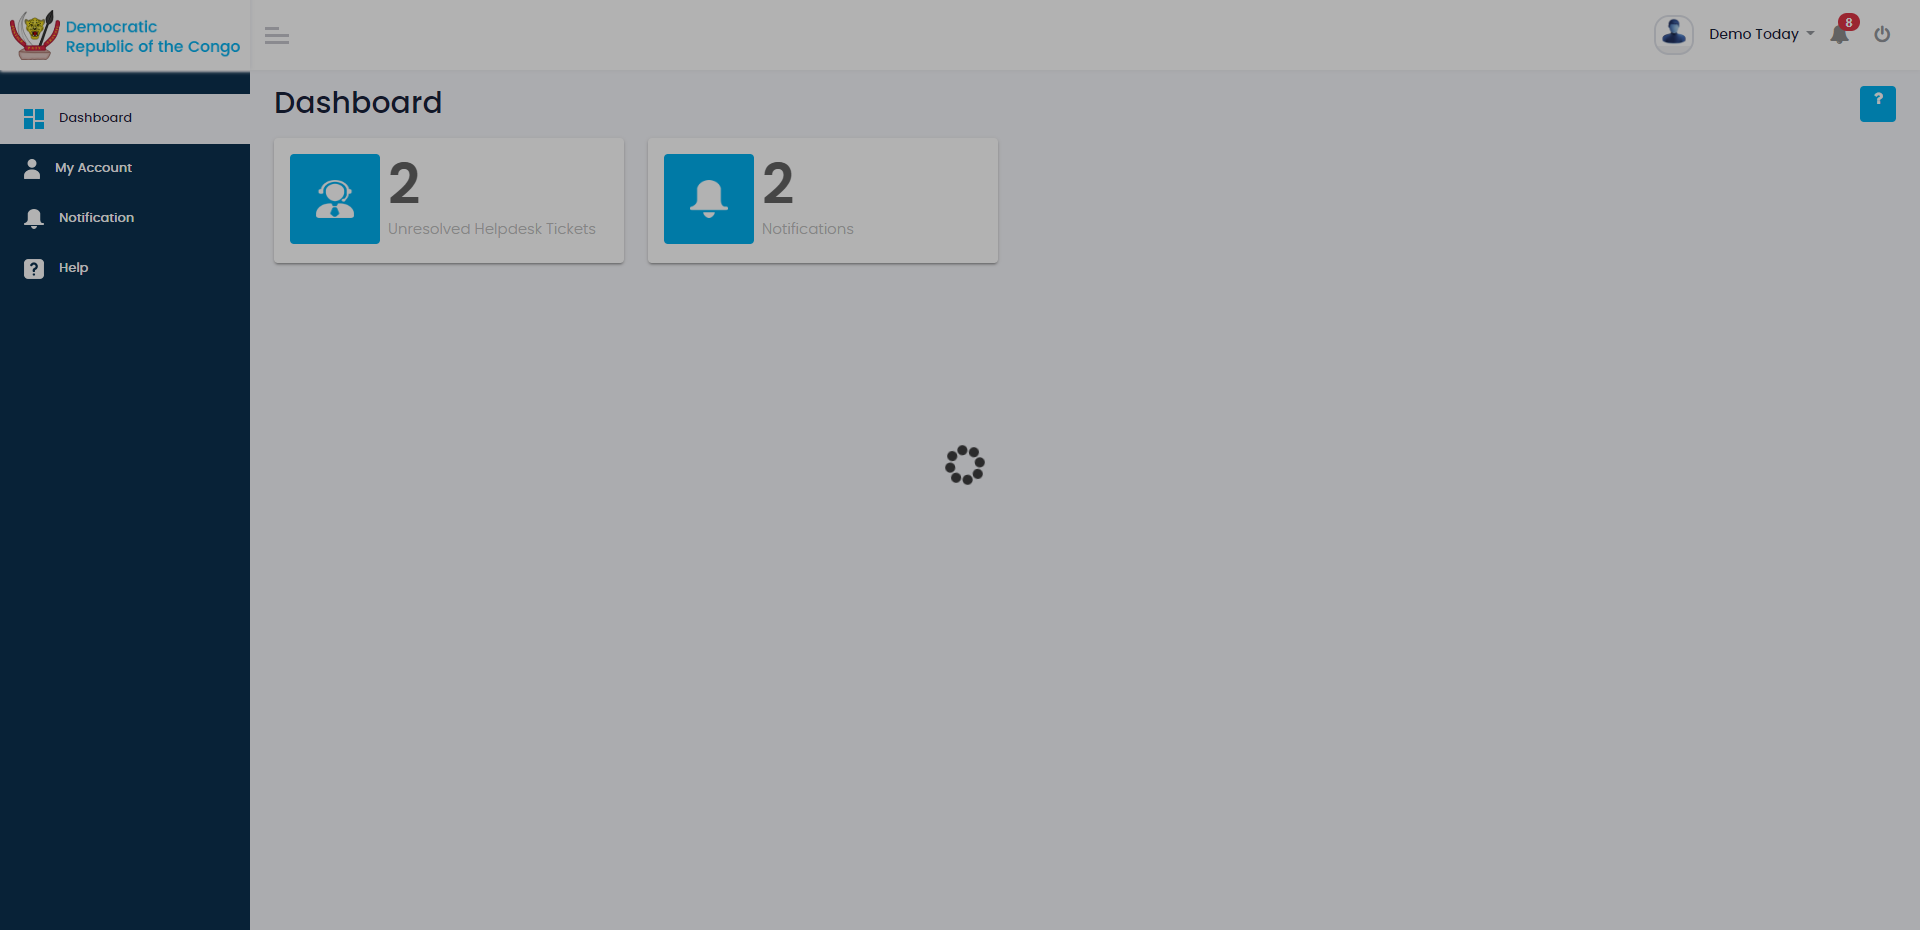 Democratic
Republic of the Congo
Demo Today
8
Dashboard
My Account
Notification
Help
Dashboard
?
2
Unresolved Helpdesk Tickets
2
Notifications